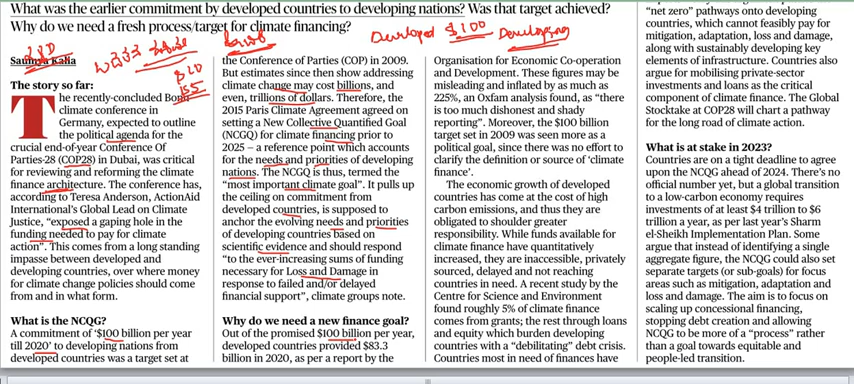 What was the earlier commitment by developed countries to developing nations? Was that target achieved?
Why do we need a fresh process/target for climate financing?
Developed $100 Developing
Saumya Kalia
The story so far:
The recently-concluded Bonn
climate conference in
Germany, expected to outline
the political agenda for the
crucial end-of-year Conference Of
Parties-28 (COP28) in Dubai, was critical
for reviewing and reforming the climate
finance architecture. The conference has,
according to Teresa Anderson, ActionAid
International's Global Lead on Climate
Justice, "exposed a gaping hole in the
funding needed to pay for climate
action". This comes from a long standing
impasse between developed and
developing countries, over where money
for climate change policies should come
from and in what form.
What is the NCQG?
A commitment of '$100 billion per year
till 2020' to developing nations from
developed countries was a target set at
the Conference of Parties (COP) in 2009.
But estimates since then show addressing
climate change may cost billions, and
even, trillions of dollars. Therefore, the
2015 Paris Climate Agreement agreed on
setting a New Collective Quantified Goal
(NCQG) for climate financing prior to
2025 – a reference point which broadly
accounts for the needs and priorities of developing
nations. The NCQG is thus, termed the
"most important climate goal". It pulls up
the ceiling on commitment from
developed countries, is supposed to
anchor the evolving needs and priorities
of developing countries based on
scientific evidence and should respond
"to the ever-increasing sums of funding
necessary for Loss and Damage in
response to failed and/or delayed
financial support", climate groups note.
Why do we need a new finance goal?
Out of the promised $100 billion per year,
developed countries provided $83.3
billion in 2020, as per a report by the
Organisation for Economic Co-operation
and Development. These figures may be
misleading and inflated by as much as
225%, an Oxfam analysis found, as "there
is too much dishonest and shady
reporting". Moreover, the $100 billion
target set in 2009 was seen more as a
political goal, since there was no effort to
clarify the definition or source of 'climate
finance'.
The economic growth of developed
countries has come at the cost of high
carbon emissions, and thus they are
obligated to shoulder greater
responsibility. While funds available for
climate finance have quantitatively
increased, they are inaccessible, privately
sourced, delayed and not reaching
countries in need. A recent study by the
Centre for Science and Environment
found roughly 5% of climate finance
comes from grants; the rest through loans
and equity which burden developing
countries with a "debilitating" debt crisis.
Countries most in need of finances have
"net zero" pathways onto developing
countries, which cannot feasibly pay for
mitigation, adaptation, loss and damage,
along with sustainably developing key
elements of infrastructure. Countries also
argue for mobilising private-sector
investments and loans as the critical
component of climate finance. The Global
Stocktake at COP28 will chart a pathway
for the long road of climate action.
What is at stake in 2023?
Countries are on a tight deadline to agree
upon the NCQG ahead of 2024. There's no
official number yet, but a global transition
to a low-carbon economy requires
investments of at least $4 trillion to $6
trillion a year, as per last year's Sharm
el-Sheikh Implementation Plan. Some
argue that instead of identifying a single
aggregate figure, the NCQG could also set
separate targets (or sub-goals) for focus
areas such as mitigation, adaptation and
loss and damage. The aim is to focus on
scaling up concessional financing,
stopping debt creation and allowing
NCQG to be more of a "process" rather
than a goal towards equitable and
people-led transition.